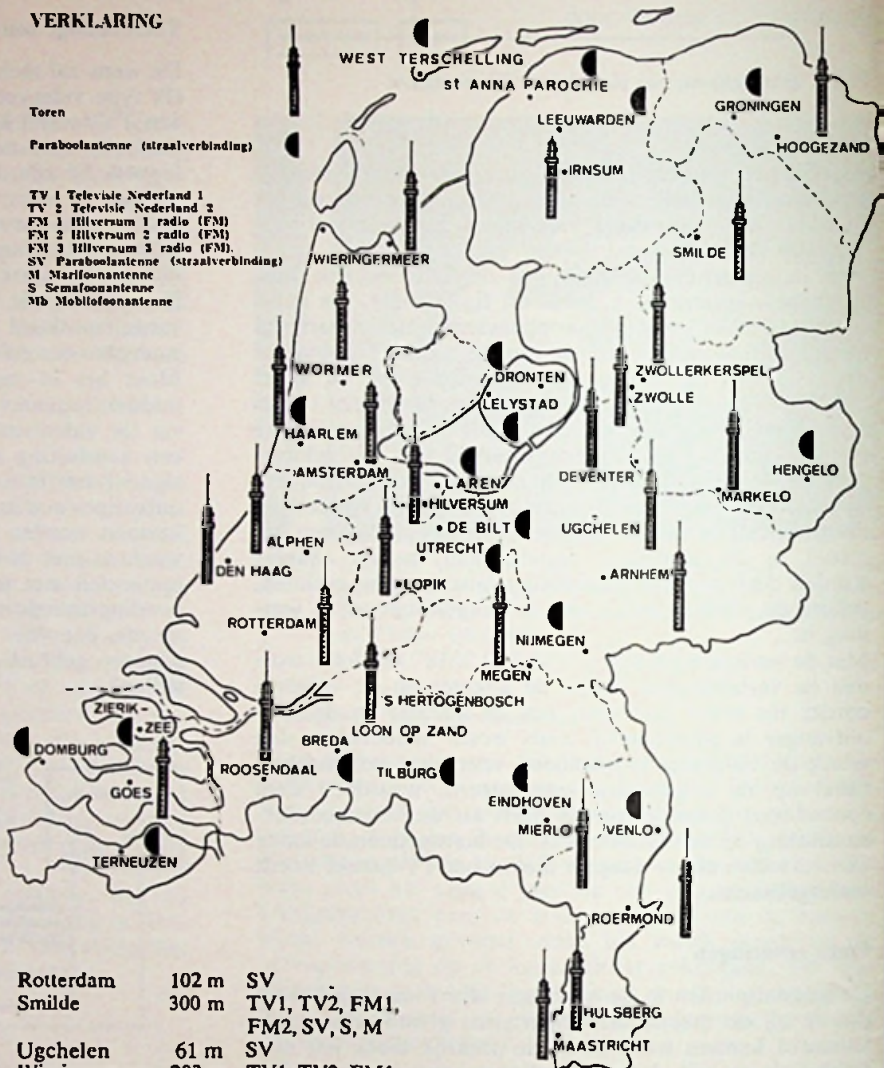 VERKLARING
Toren
Paraboolantenne (straalverbinding)
TV 1 Televisie Nederland 1
TV 2 Televisie Nederland 2
FM 1 Hilversum 1 radio (FM)
FM 2 Hilversum 2 radio (FM)
FM 3 Hilversum 3 radio (FM).
SV Paraboolantenne (straalverbinding)
M Marifoonantenne
S Semafoonantenne
Mb Mobilofoonantenne
WEST TERSCHELLING
st ANNA PAROCHIE
LEEUWARDEN
GRONINGEN
HOOGEZAND
IRNSUM
SMILDE
WIERINGERMEER
WORMER
DRONTEN
ZWOLLERKERSPEL
ZWOLLE
LELYSTAD
HAARLEM
AMSTERDAM
LAREN
DEVENTER
HENGELO
MARKELO
HILVERSUM
DE BILT
UGCHELEN
ALPHEN
UTRECHT
DEN HAAG
LOPIK
ARNHEM
ROTTERDAM
NIJMEGEN
MEGEN
'S HERTOGENBOSCH
ZIERIK-
ZEE
LOON OP ZAND
BREDA
DOMBURG
ROOSENDAAL
TILBURG
GOES
EINDHOVEN
MIERLO
VENLO
TERNEUZEN
ROERMOND
HULSBERG
MAASTRICHT
Rotterdam 102 m SV
Smilde 300 m TV1, TV2, FM1,
FM2, SV, S, M
Ugchelen 61 m SV